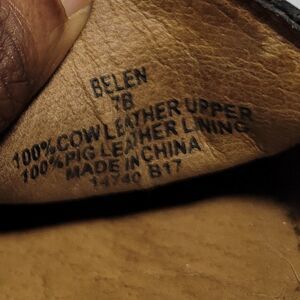 BELEN
7B
100% COW LEATHER UPPER
100% PIG LEATHER LINING
MADE IN CHINA
14740 B17